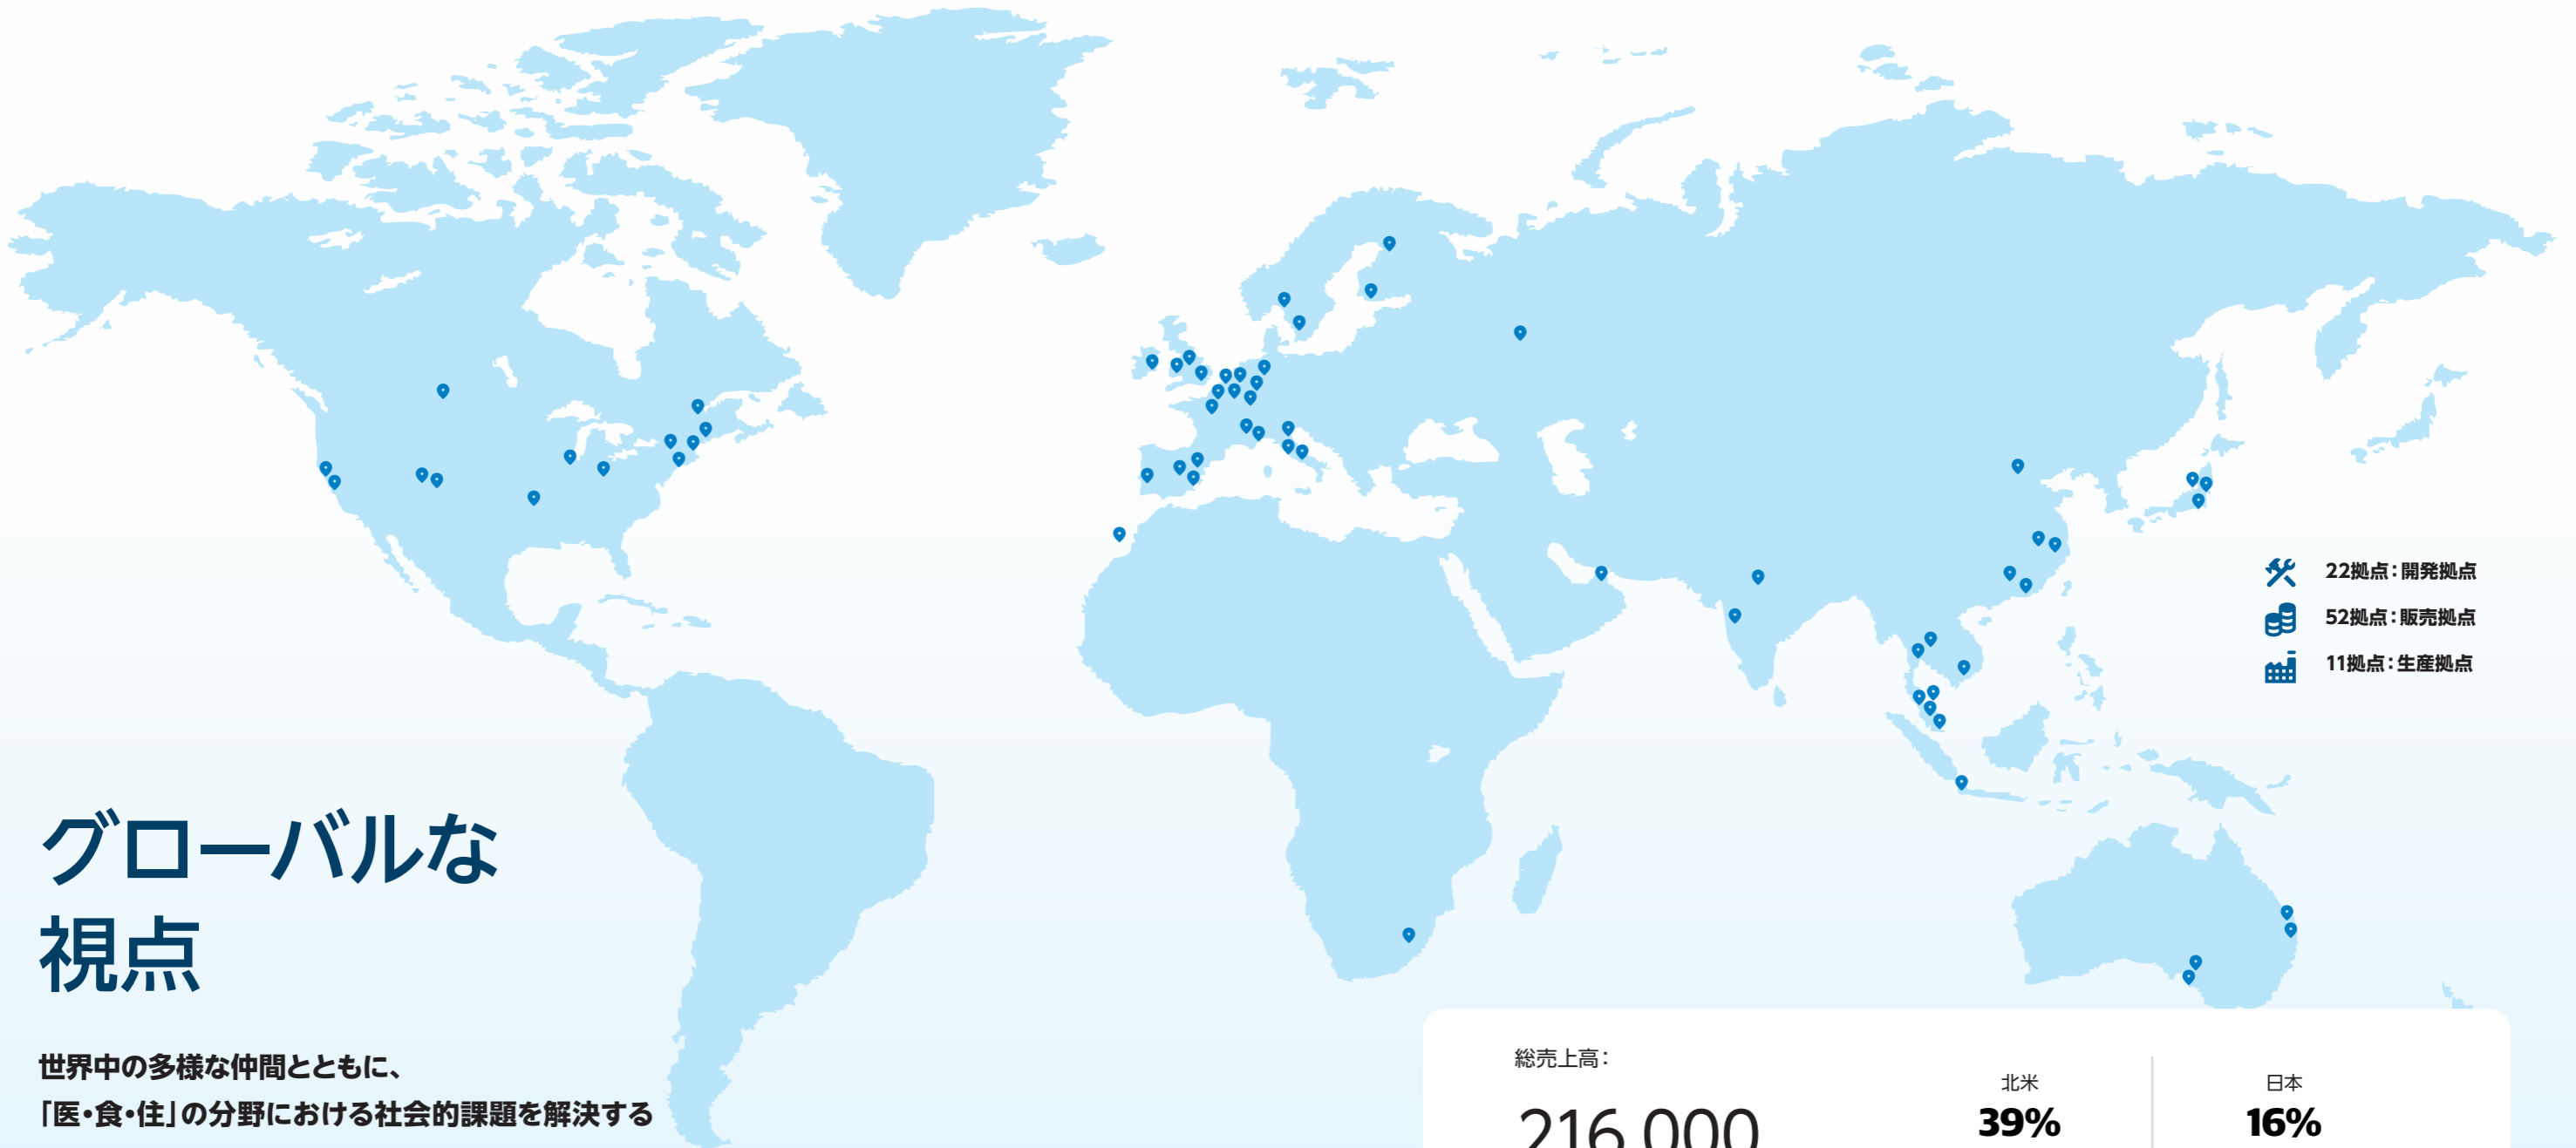 22拠点：開発拠点
52拠点：販売拠点
11拠点：生産拠点
グローバルな
視点
世界中の多様な仲間とともに、
「医・食・住」の分野における社会的課題を解決する
総売上高：
216,000
北米
39%
日本
16%